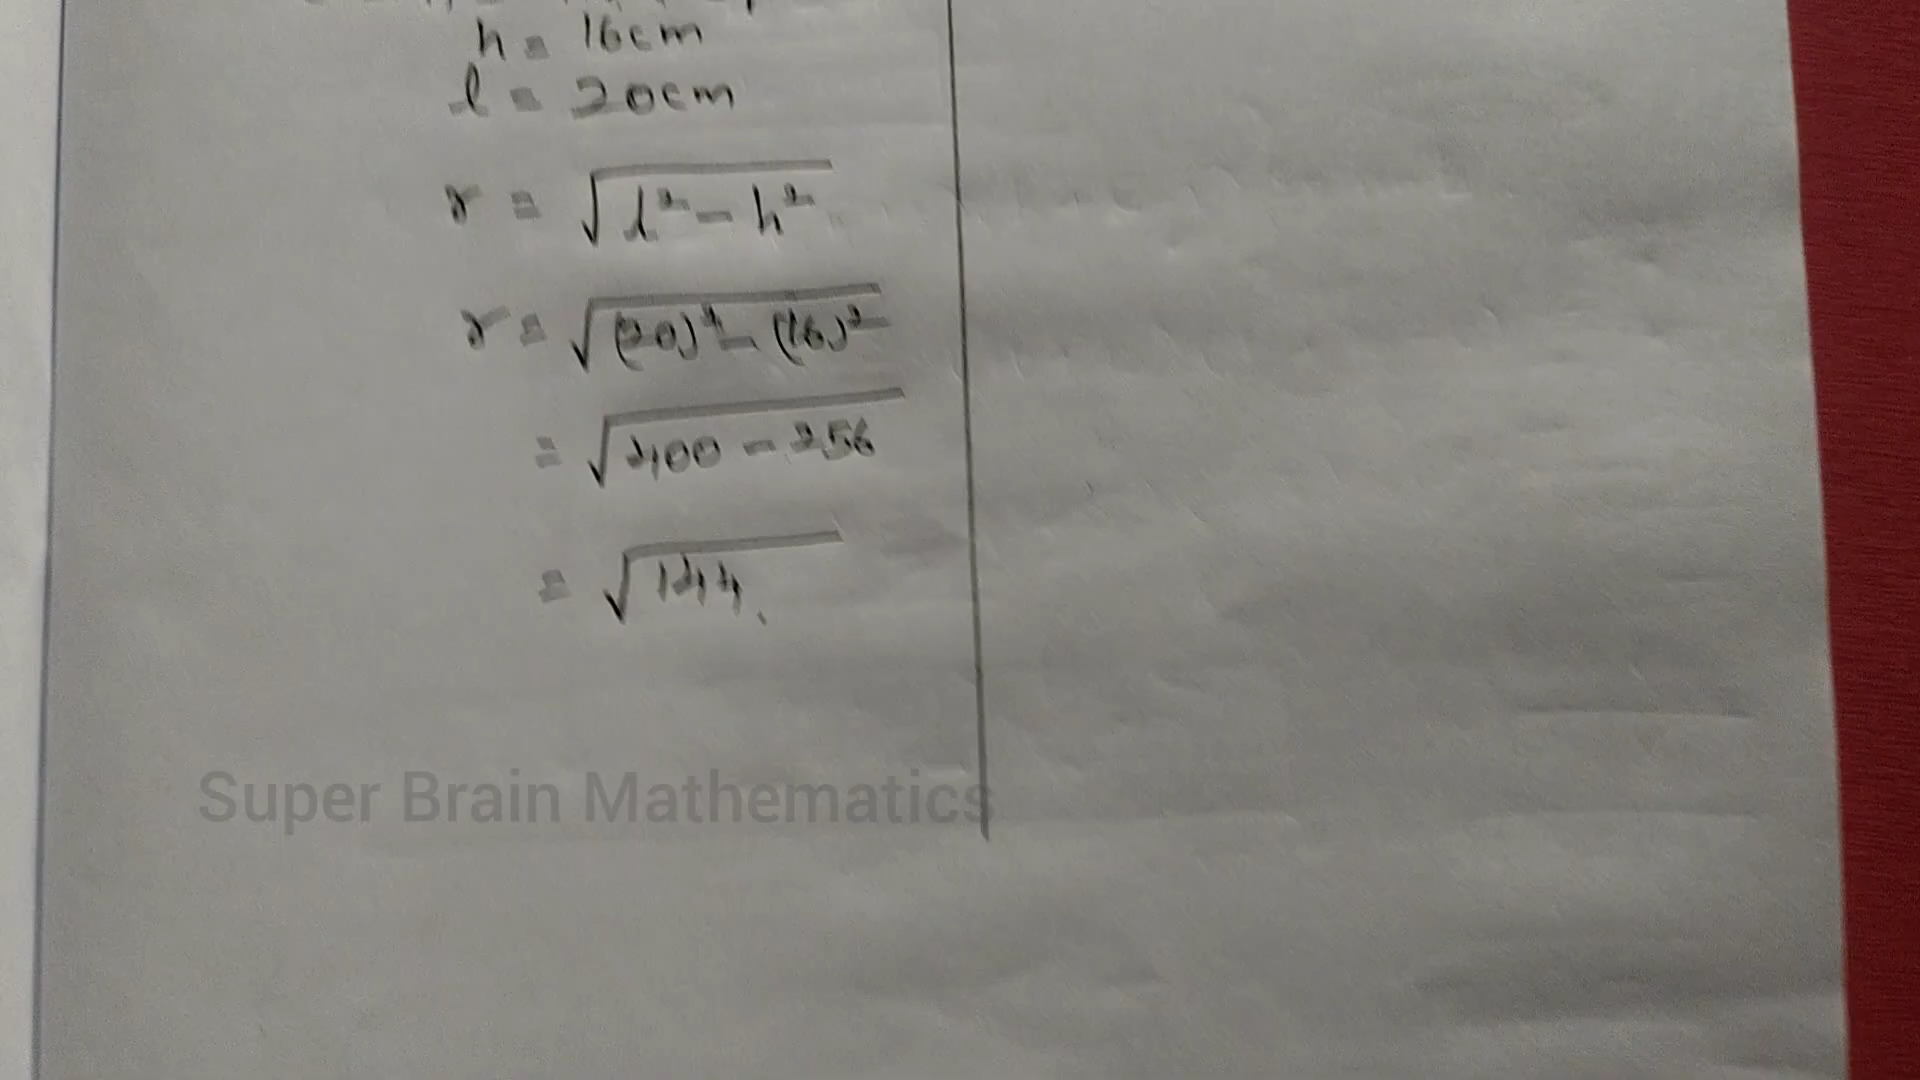 h = 16cm
l = 20cm
r = √l² - h²
r = √(20)² - (16)²
= √400 - 256
= √144
Super Brain Mathematics